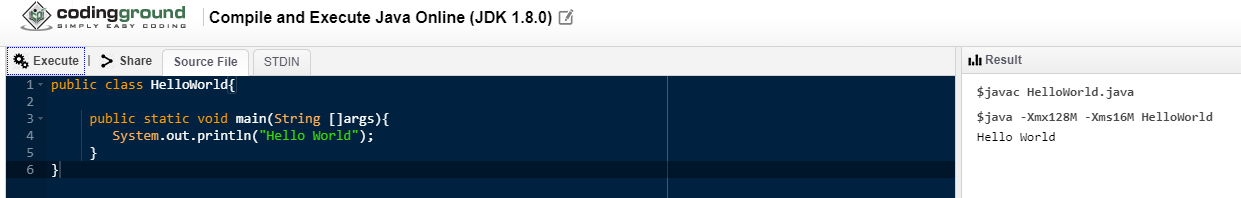 codingground
SIMPLY EASY CODING
Compile and Execute Java Online (JDK 1.8.0)
Execute | Share Source File STDIN
1 public class HelloWorld{
2
3 public static void main(String []args){
4 System.out.println("Hello World");
5 }
6 }
Result
$javac HelloWorld.java
$java -Xmx128M -Xms16M HelloWorld
Hello World